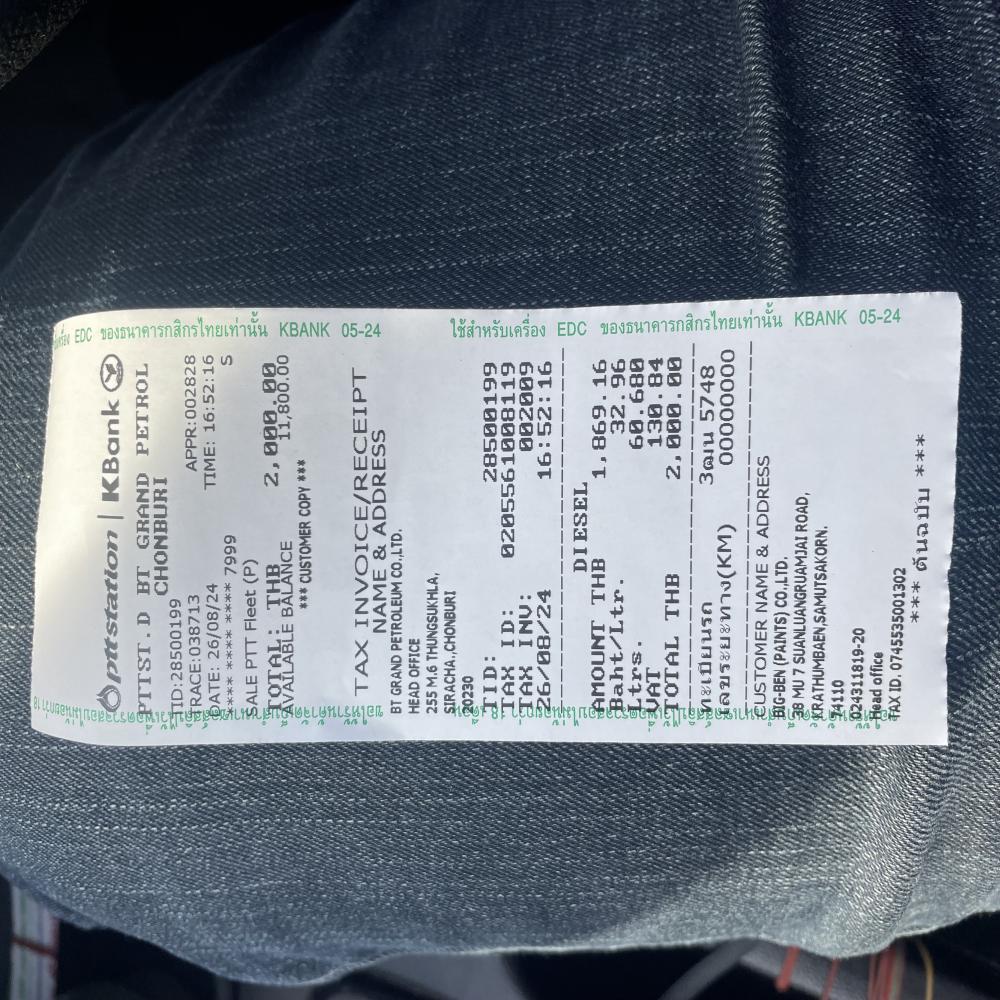 ใช้สำหรับเครื่อง EDC ของธนาคารกสิกรไทยเท่านั้น KBANK 05-24
pttstation | KBank
PTTST.D BT GRAND PETROL
CHONBURI
TID:28500199 APPR:002828
TRACE:038713
DATE: 26/08/24 TIME: 16:52:16
**** **** **** 7999 S
SALE PTT Fleet (P)
TOTAL: THB 2,000.00
AVAILABLE BALANCE 11,800.00
*** CUSTOMER COPY ***
TAX INVOICE/RECEIPT
NAME & ADDRESS
BT GRAND PETROLEUM CO.,LTD.
HEAD OFFICE
255 M.6 THUNGSUKHLA,
SIRACHA,,CHONBURI
20230
TID: 28500199
TAX ID: 0205561008119
TAX INV: 002009
26/08/24 16:52:16
DIESEL
AMOUNT THB 1,869.16
Baht/Ltr. 32.96
Ltrs. 60.680
VAT 130.84
TOTAL THB 2,000.00
ทะเบียนรถ 3ฒน 5748
เลขระยะทาง(KM) 00000000
CUSTOMER NAME & ADDRESS
BIG-BEN (PAINTS) CO.,LTD.
38 MU 7 SUANLUANGRUAMJAI ROAD,
KRATHUMBAEN,SAMUTSAKORN.
74110
024311819-20
Head office
TAX ID. 0745535001302
*** ต้นฉบับ ***
ใช้สำหรับเครื่อง EDC ของธนาคารกสิกรไทยเท่านั้น KBANK 05-24